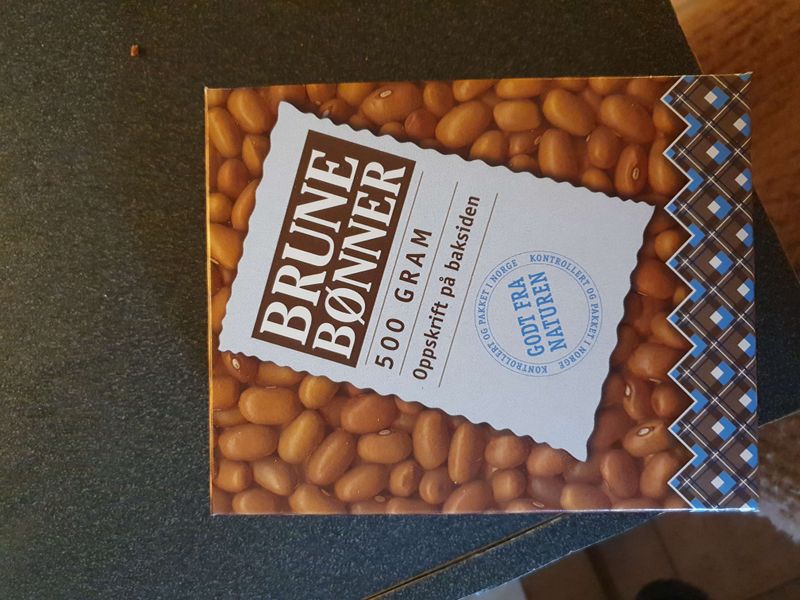 BRUNE
BØNNER
500 GRAM
Oppskrift på baksiden
KONTROLLERT OG PAKKET I NORGE
KONTROLLERT OG PAKKET I NORGE
GODT FRA
NATUREN